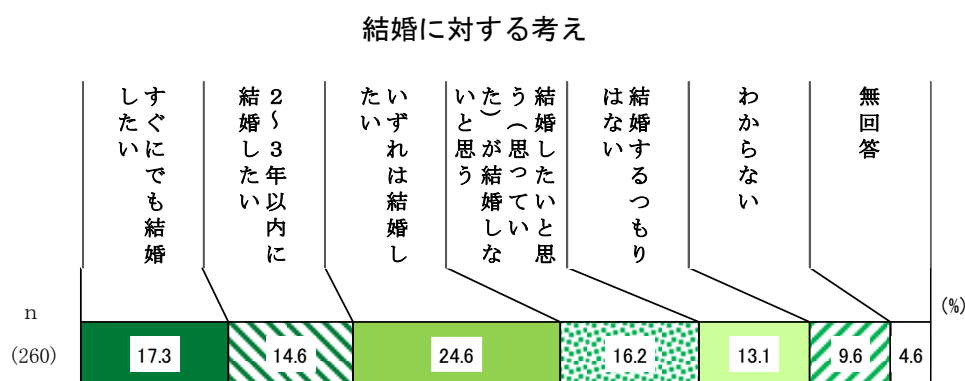 結婚に対する考え
すぐにでも結婚
したい
２～３年以内に
結婚したい
いずれは結婚し
たい
結婚したいと思
う（思ってい
た）が結婚しな
いと思う
結婚するつもり
はない
わからない
無回答
(%)
n
(260)
17.3
14.6
24.6
16.2
13.1
9.6
4.6